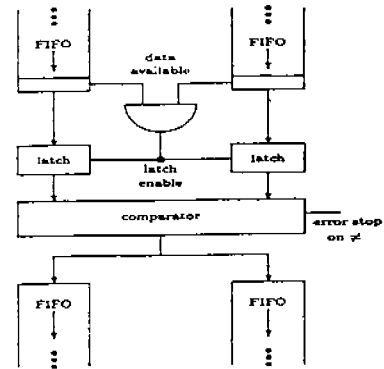 FIFO
FIFO
data
available
latch
latch
latch
enable
comparator
error stop
on ≠
FIFO
FIFO